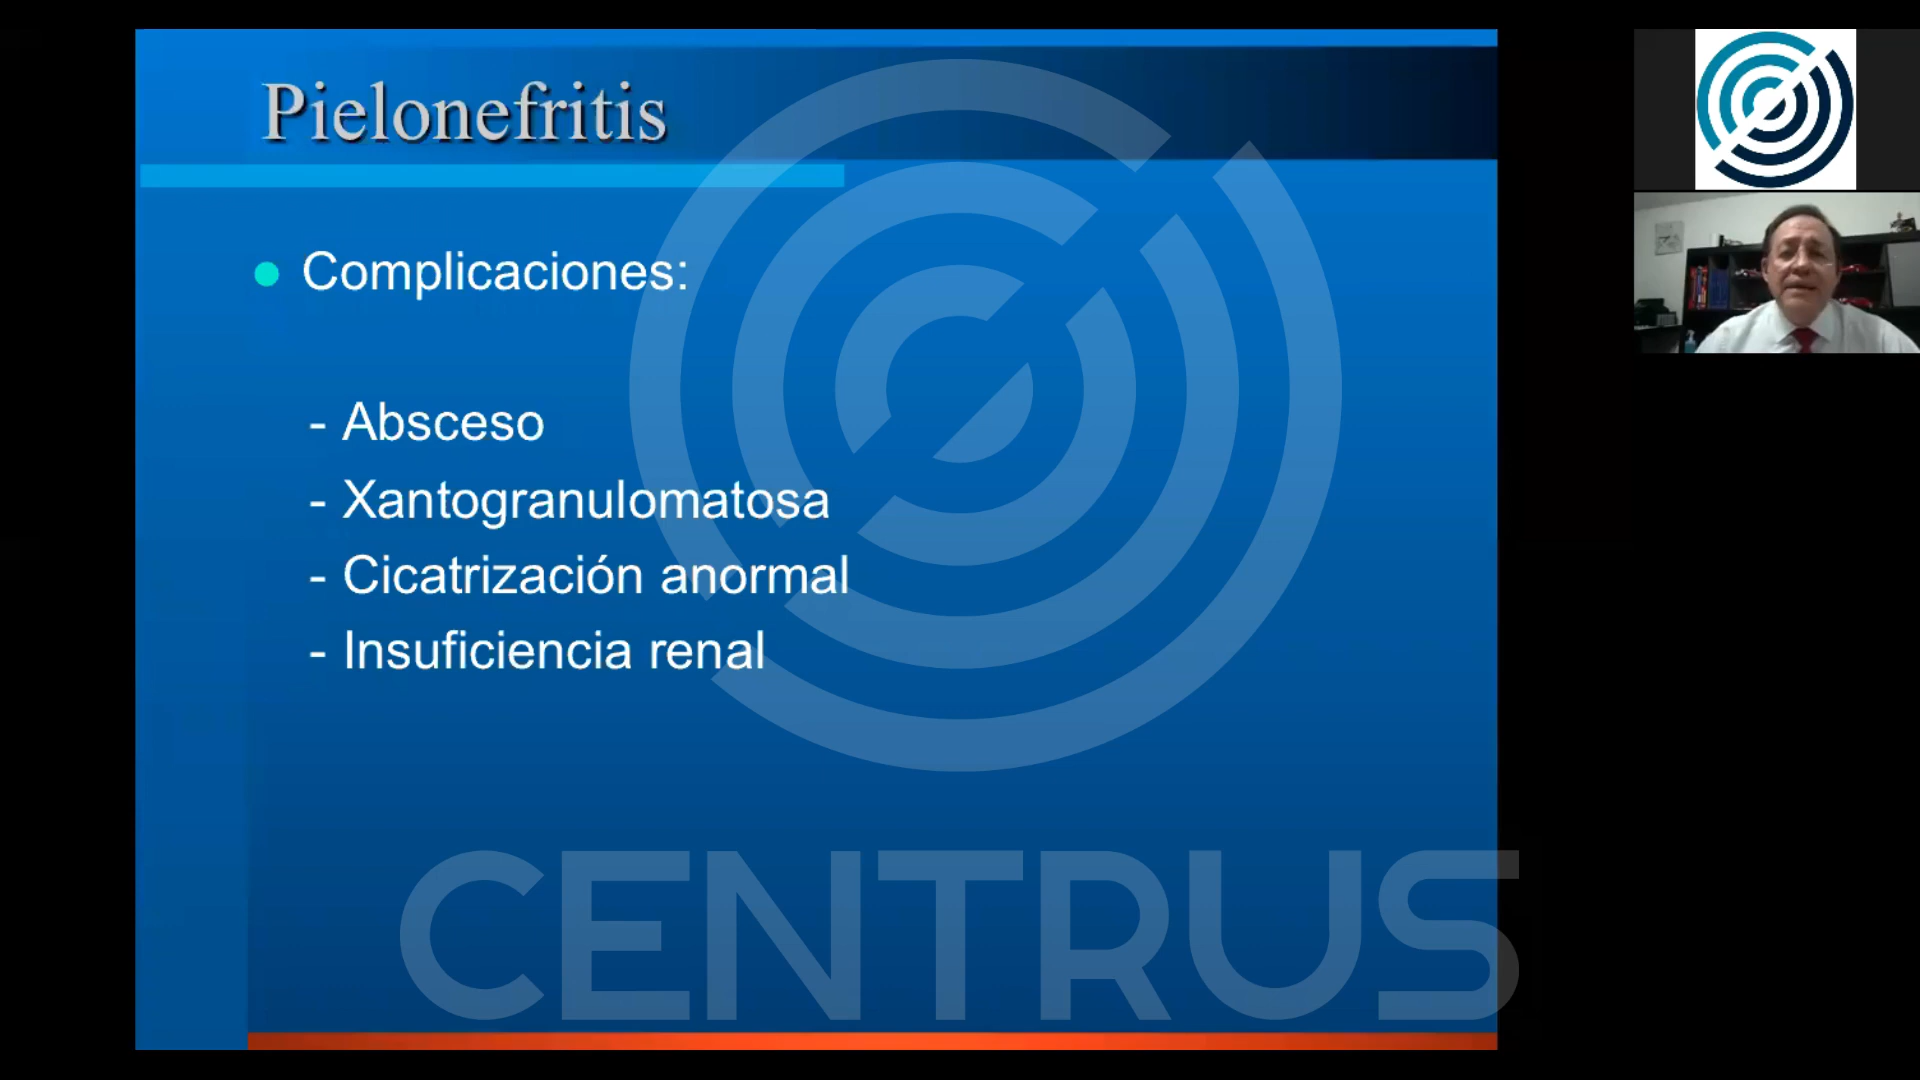 Pielonefritis
Complicaciones:
- Absceso
- Xantogranulomatosa
- Cicatrización anormal
- Insuficiencia renal
CENTRUS